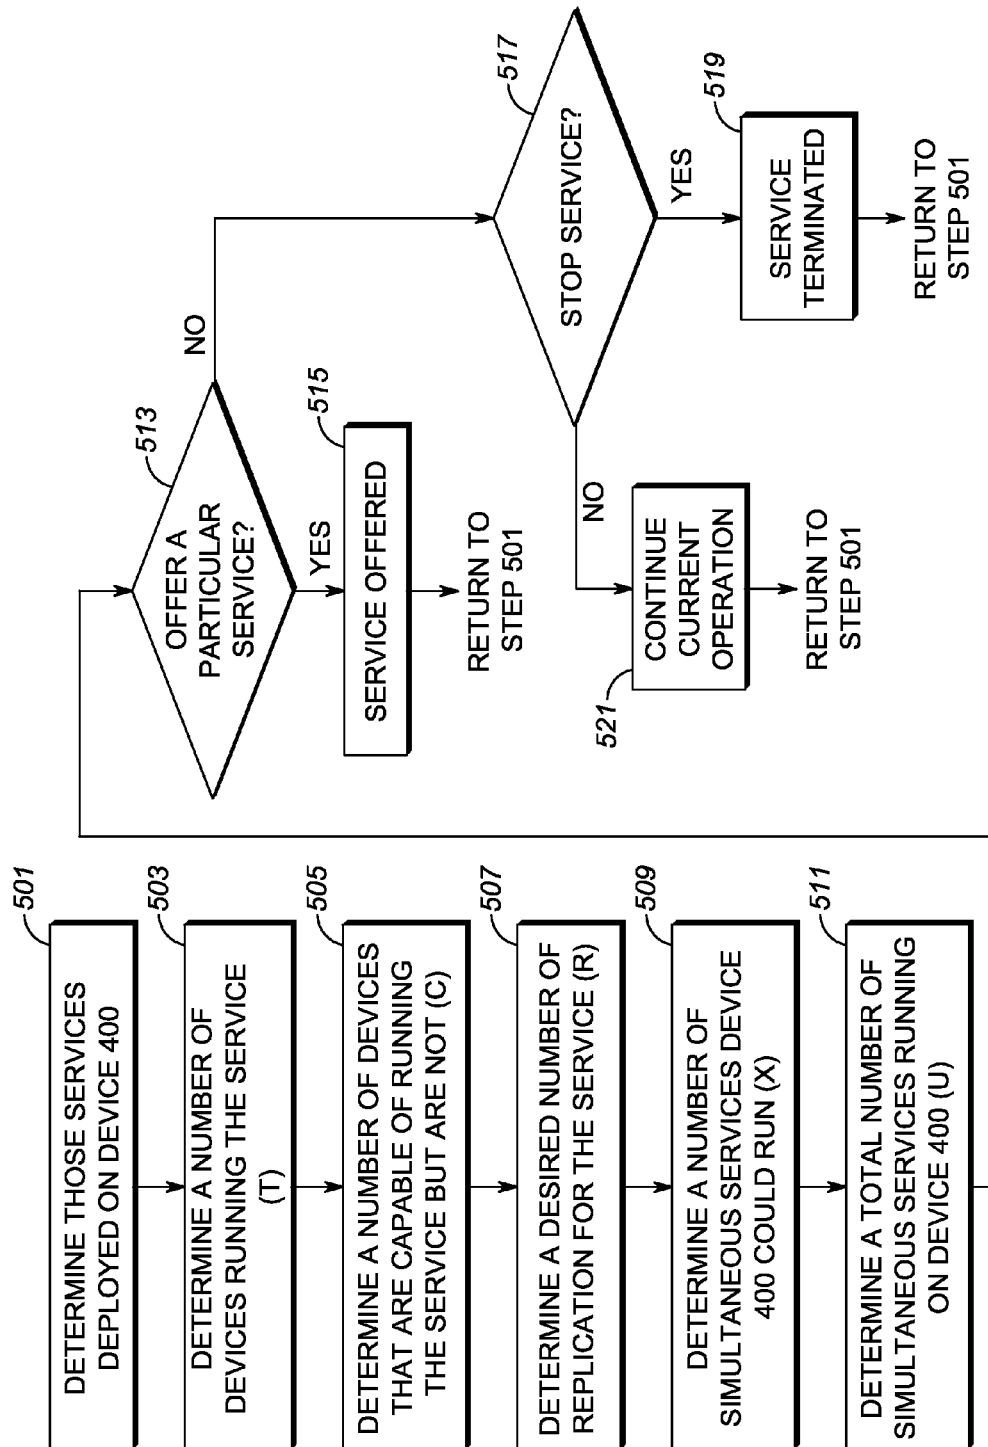 501
DETERMINE THOSE SERVICES
DEPLOYED ON DEVICE 400
503
DETERMINE A NUMBER OF
DEVICES RUNNING THE SERVICE
(T)
505
DETERMINE A NUMBER OF DEVICES
THAT ARE CAPABLE OF RUNNING
THE SERVICE BUT ARE NOT (C)
507
DETERMINE A DESIRED NUMBER OF
REPLICATION FOR THE SERVICE (R)
509
DETERMINE A NUMBER OF
SIMULTANEOUS SERVICES DEVICE
400 COULD RUN (X)
511
DETERMINE A TOTAL NUMBER OF
SIMULTANEOUS SERVICES RUNNING
ON DEVICE 400 (U)
513
OFFER A
PARTICULAR
SERVICE?
NO
YES
515
SERVICE OFFERED
RETURN TO
STEP 501
517
STOP SERVICE?
NO
YES
521
CONTINUE
CURRENT
OPERATION
RETURN TO
STEP 501
519
SERVICE
TERMINATED
RETURN TO
STEP 501